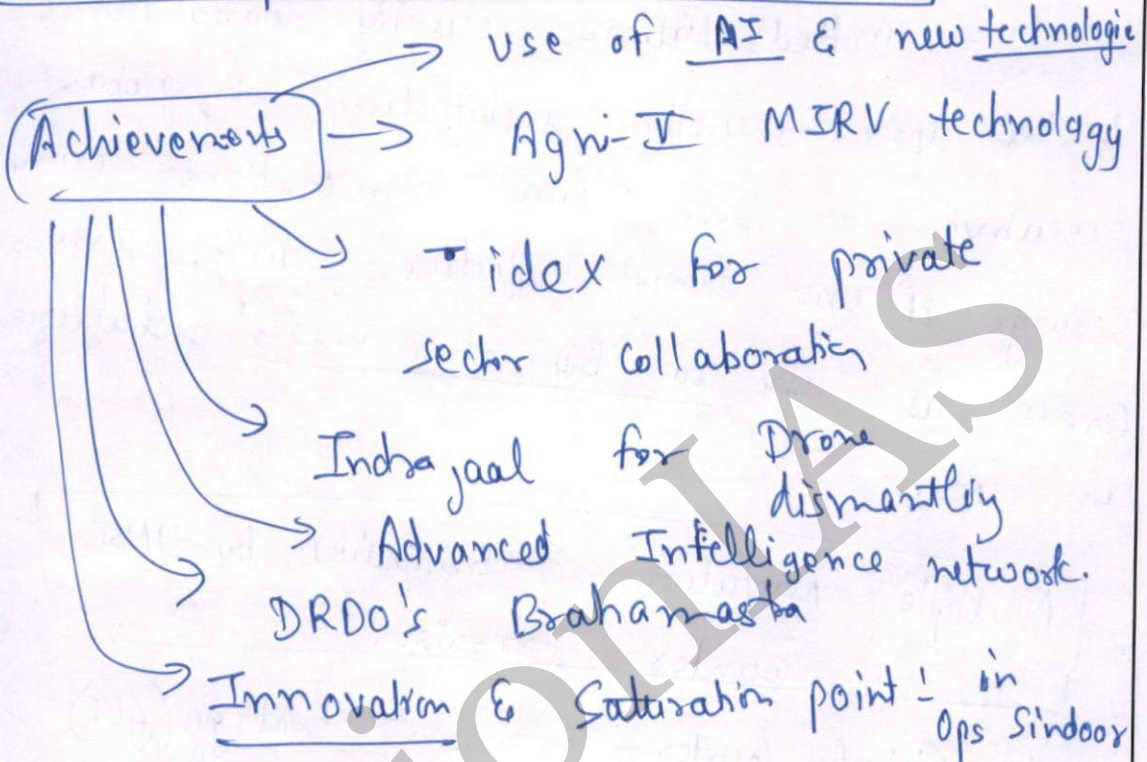 use of AI & new technologie
Achievements
Agni-V MIRV technology
idex for private
sector collaboration
Indrajaal for Drone
dismantling
Advanced Intelligence network.
DRDO's Brahamastra
Innovation & Saturation point: in
Ops Sindoor
ionIAS